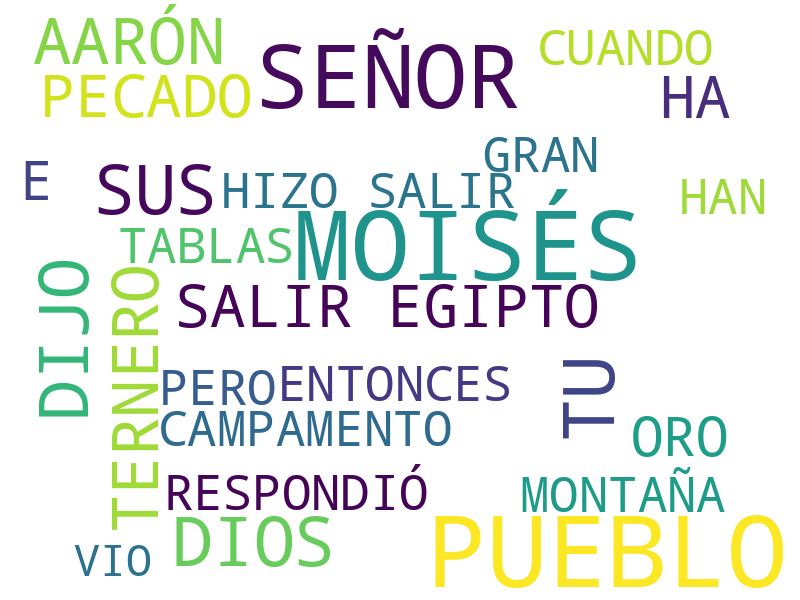 AARÓN
SEÑOR
CUANDO
PECADO
HA
GRAN
E
SUS
HIZO SALIR
HAN
MOISÉS
TABLAS
DIJO
TERNERO
SALIR EGIPTO
PERO
ENTONCES
TU
CAMPAMENTO
ORO
RESPONDIÓ
MONTAÑA
DIOS
PUEBLO
VIO